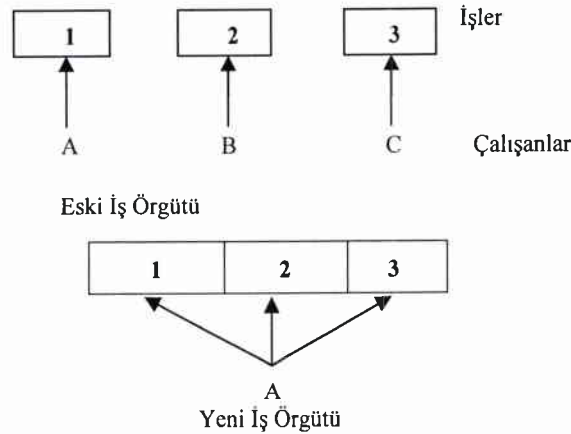 İşler
1 2 3
A B C Çalışanlar
Eski İş Örgütü
1 2 3
A
Yeni İş Örgütü